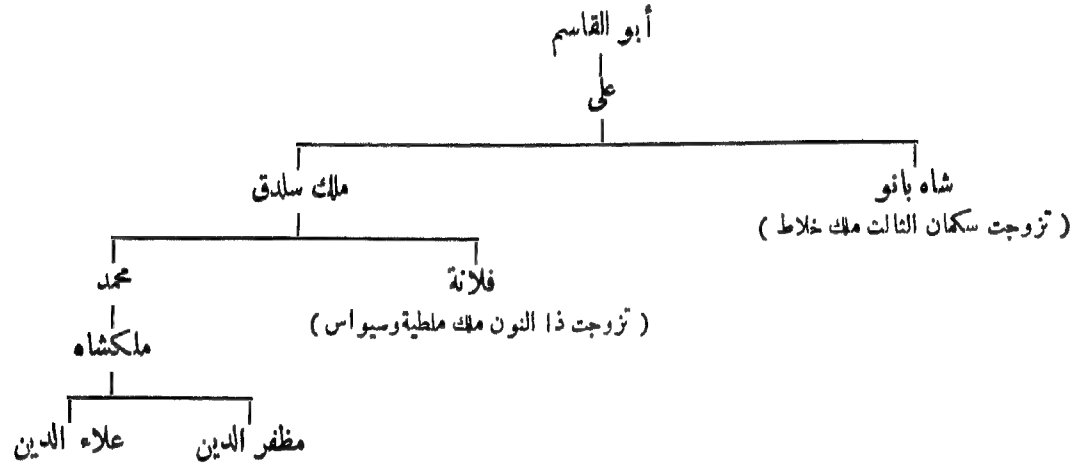 أبو القاسم
على
شاه بانو
ملك سلدق
( تزوجت سكمان الثالث ملك خلاط )
فلانة
محمد
( تزوجت ذا النون ملك ملطية وسيواس )
ملكشاه
مظفر الدين
علاء الدين